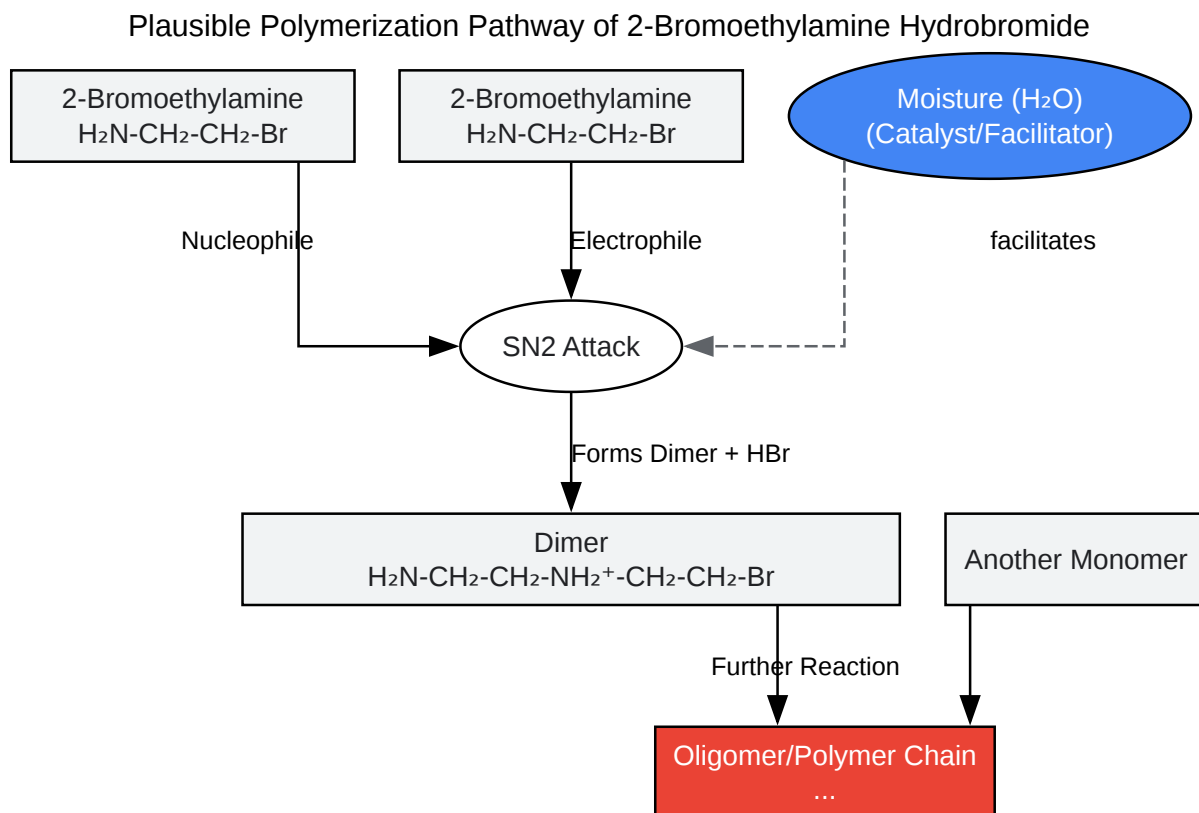 Plausible Polymerization Pathway of 2-Bromoethylamine Hydrobromide
2-Bromoethylamine
H₂N-CH₂-CH₂-Br
2-Bromoethylamine
H₂N-CH₂-CH₂-Br
Moisture (H₂O)
(Catalyst/Facilitator)
Nucleophile
Electrophile
facilitates
SN2 Attack
Forms Dimer + HBr
Dimer
H₂N-CH₂-CH₂-NH₂⁺-CH₂-CH₂-Br
Another Monomer
Further Reaction
Oligomer/Polymer Chain
...